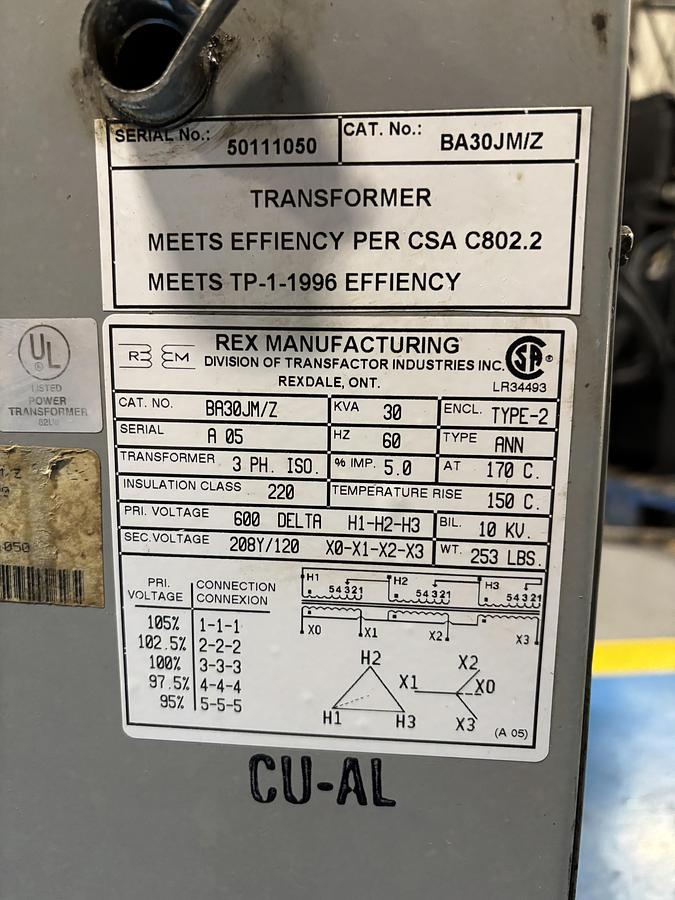 SERIAL No.: 50111050 CAT. No.: BA30JM/Z
TRANSFORMER
MEETS EFFIENCY PER CSA C802.2
MEETS TP-1-1996 EFFIENCY
UL
LISTED
POWER
TRANSFORMER
REX MANUFACTURING
DIVISION OF TRANSFACTOR INDUSTRIES INC.
REXDALE, ONT.
LR34493
CAT. NO. BA30JM/Z KVA 30 ENCL. TYPE-2
SERIAL A 05 HZ 60 TYPE ANN
TRANSFORMER 3 PH. ISO. % IMP. 5.0 AT 170 C.
INSULATION CLASS 220 TEMPERATURE RISE 150 C.
PRI. VOLTAGE 600 DELTA H1-H2-H3 BIL. 10 KV.
SEC.VOLTAGE 208Y/120 X0-X1-X2-X3 WT. 253 LBS.
PRI. VOLTAGE CONNECTION CONNEXION
105% 1-1-1
102.5% 2-2-2
100% 3-3-3
97.5% 4-4-4
95% 5-5-5
H1 H2 H3
54321 54321 54321
X0 X1 X2 X3
H2
H1 H3
X2
X1 X0
X3
(A 05)
050
CU-AL